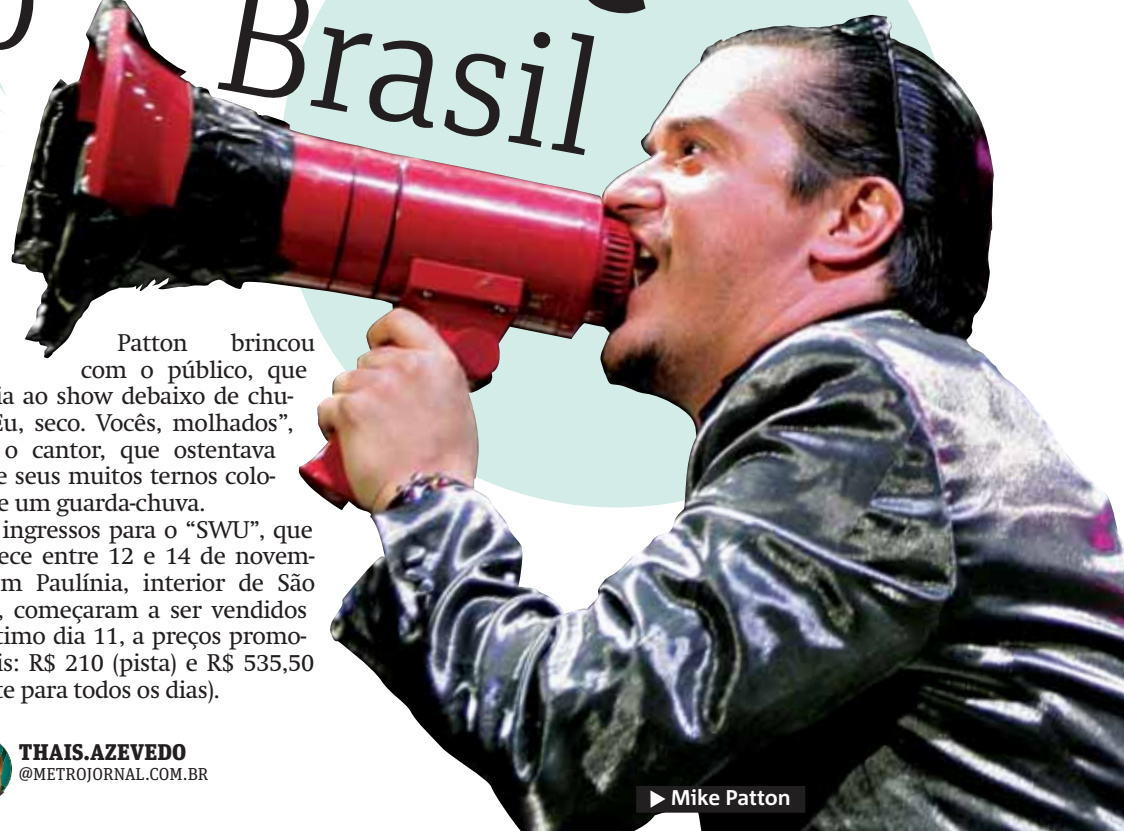 Brasil
Patton brincou
com o público, que
ia ao show debaixo de chu-
Eu, seco. Vocês, molhados”,
o cantor, que ostentava
e seus muitos ternos colo-
e um guarda-chuva.
ingressos para o “SWU”, que
ece entre 12 e 14 de novem-
m Paulínia, interior de São
, começaram a ser vendidos
timo dia 11, a preços promo-
is: R$ 210 (pista) e R$ 535,50
te para todos os dias).
THAIS.AZEVEDO
@METROJORNAL.COM.BR
▶ Mike Patton